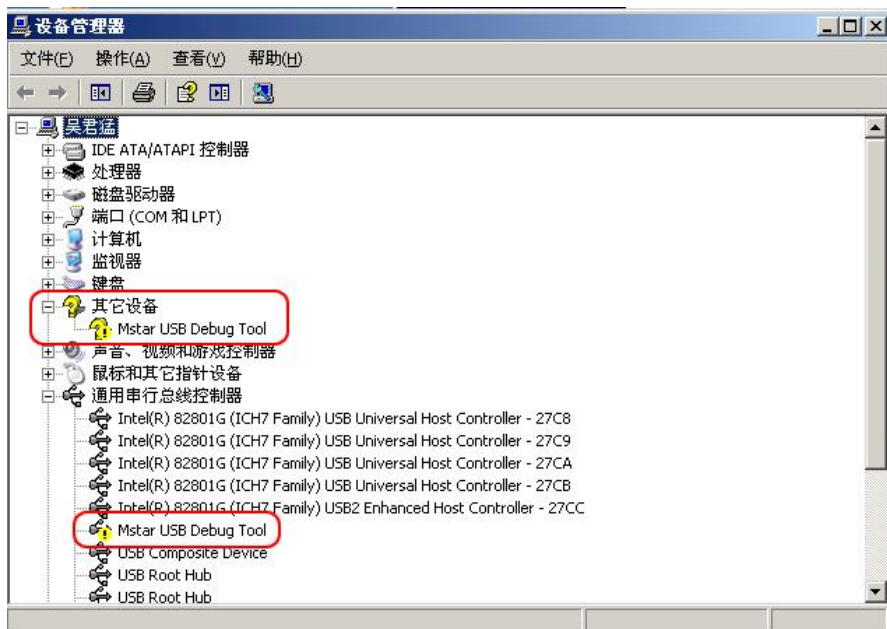 设备管理器
文件(F) 操作(A) 查看(V) 帮助(H)
吴君猛
IDE ATA/ATAPI 控制器
处理器
磁盘驱动器
端口 (COM 和 LPT)
计算机
监视器
键盘
其它设备
Mstar USB Debug Tool
声音、视频和游戏控制器
鼠标和其它指针设备
通用串行总线控制器
Intel(R) 82801G (ICH7 Family) USB Universal Host Controller - 27C8
Intel(R) 82801G (ICH7 Family) USB Universal Host Controller - 27C9
Intel(R) 82801G (ICH7 Family) USB Universal Host Controller - 27CA
Intel(R) 82801G (ICH7 Family) USB Universal Host Controller - 27CB
Intel(R) 82801G (ICH7 Family) USB2 Enhanced Host Controller - 27CC
Mstar USB Debug Tool
USB Composite Device
USB Root Hub
USB Root Hub